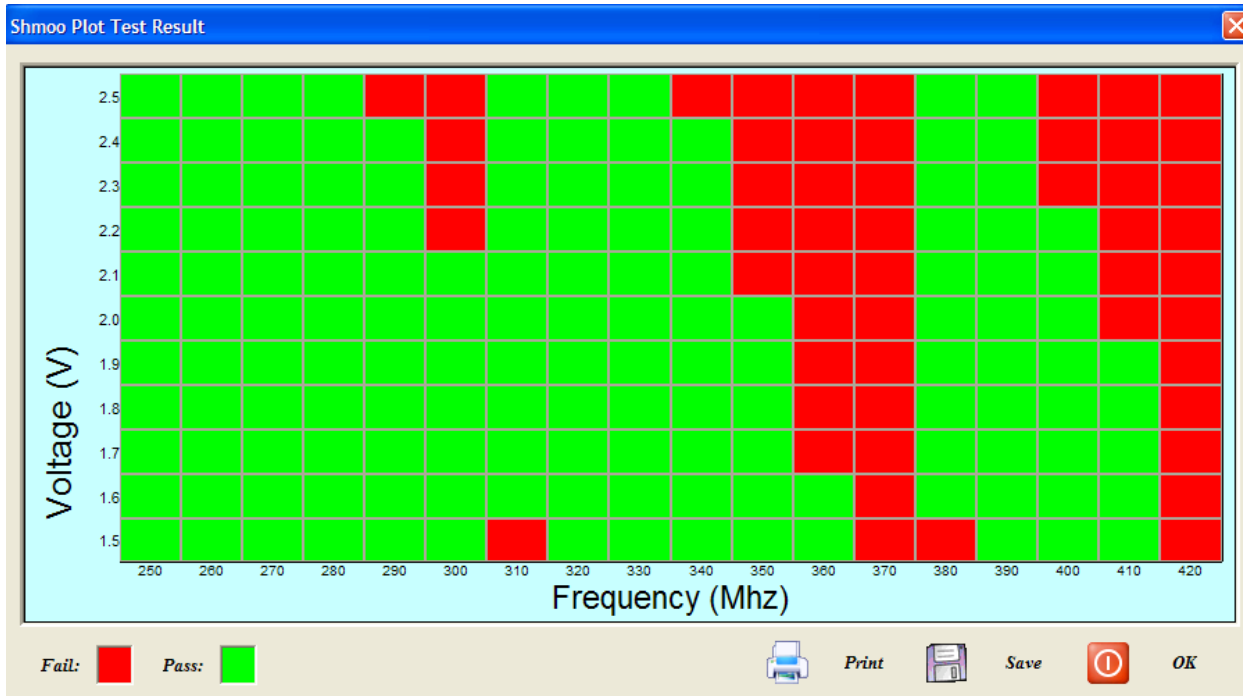 Shmoo Plot Test Result
2.5
2.4
2.3
2.2
2.1
2.0
1.9
1.8
1.7
1.6
1.5
Voltage (V)
250 260 270 280 290 300 310 320 330 340 350 360 370 380 390 400 410 420
Frequency (Mhz)
Fail: Pass: Print Save OK